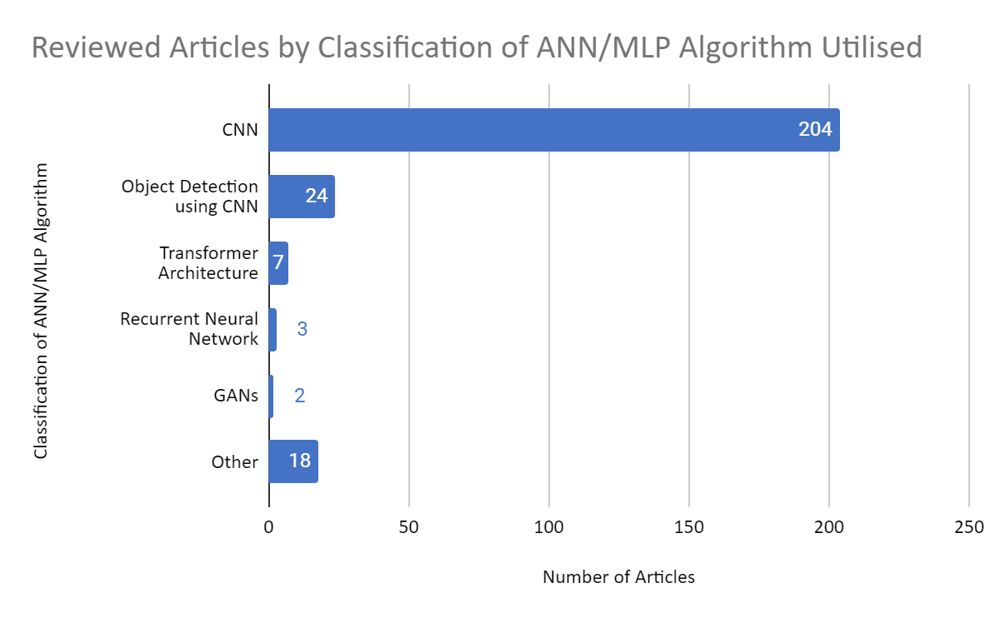 Reviewed Articles by Classification of ANN/MLP Algorithm Utilised
Classification of ANN/MLP Algorithm
CNN
204
Object Detection
using CNN
24
Transformer
Architecture
7
Recurrent Neural
Network
3
GANs
2
Other
18
0
50
100
150
200
250
Number of Articles